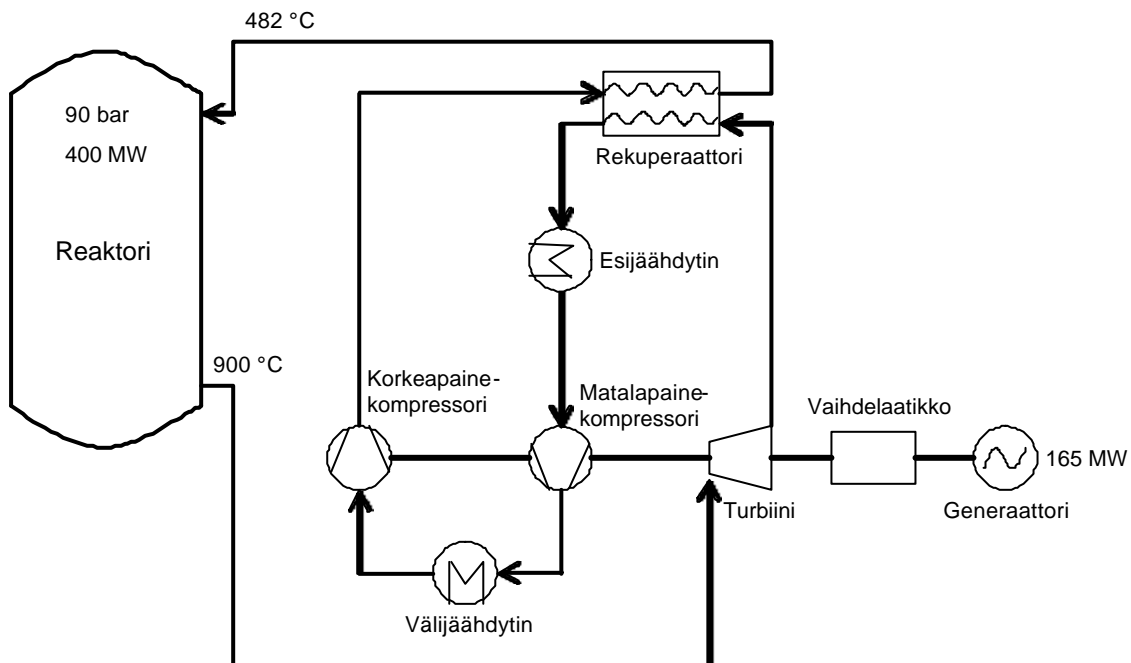 482 °C
90 bar
400 MW
Reaktori
900 °C
Rekuperaattori
Esijäähdytin
Korkeapaine-
kompressori
Matalapaine-
kompressori
Vaihdelaatikko
165 MW
Turbiini
Generaattori
Välijäähdytin